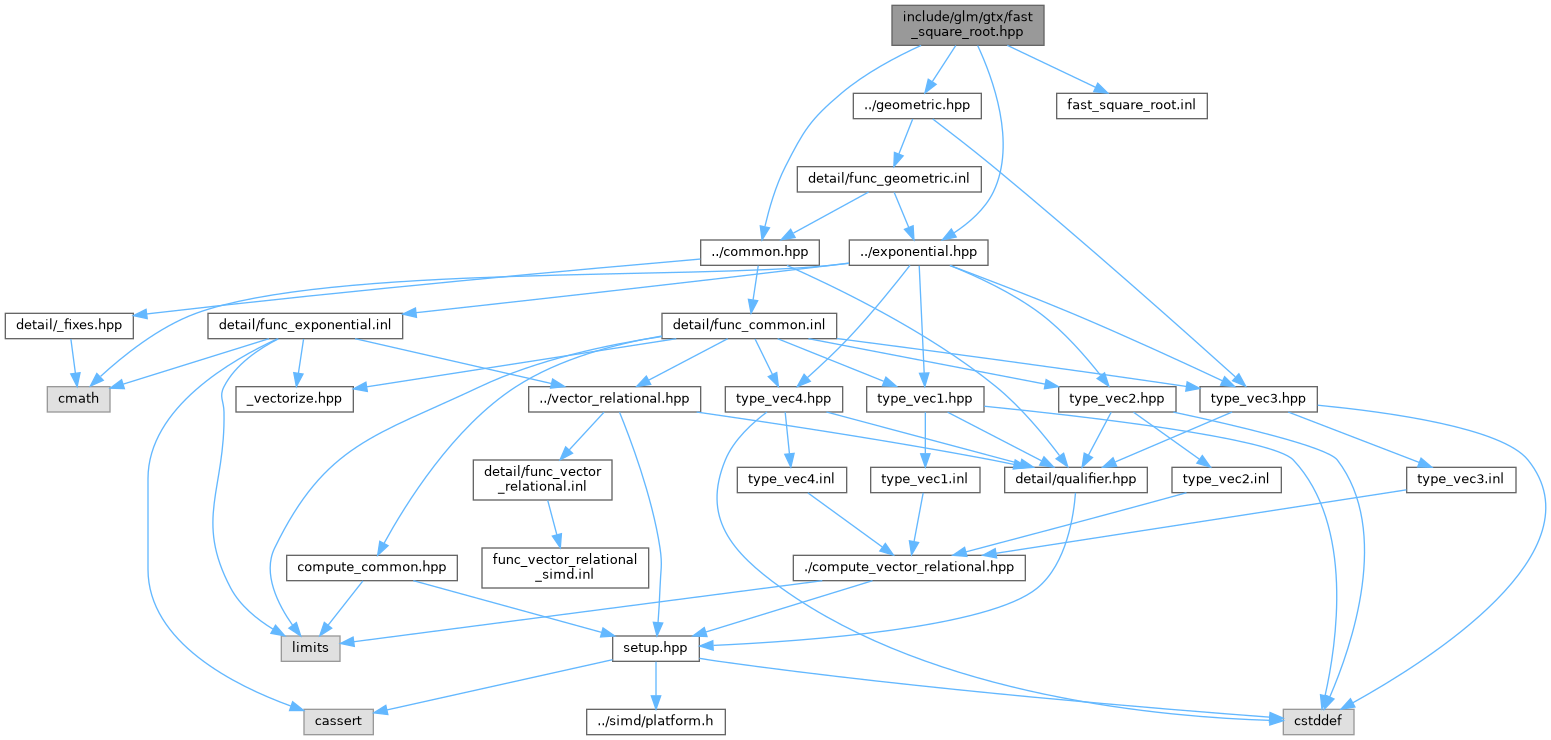 include/glm/gtx/fast
_square_root.hpp
../geometric.hpp
fast_square_root.inl
detail/func_geometric.inl
../common.hpp
../exponential.hpp
detail/_fixes.hpp
detail/func_exponential.inl
detail/func_common.inl
cmath
_vectorize.hpp
../vector_relational.hpp
type_vec4.hpp
type_vec1.hpp
type_vec2.hpp
type_vec3.hpp
detail/func_vector
_relational.inl
type_vec4.inl
type_vec1.inl
detail/qualifier.hpp
type_vec2.inl
type_vec3.inl
compute_common.hpp
func_vector_relational
_simd.inl
./compute_vector_relational.hpp
limits
setup.hpp
cassert
../simd/platform.h
cstddef